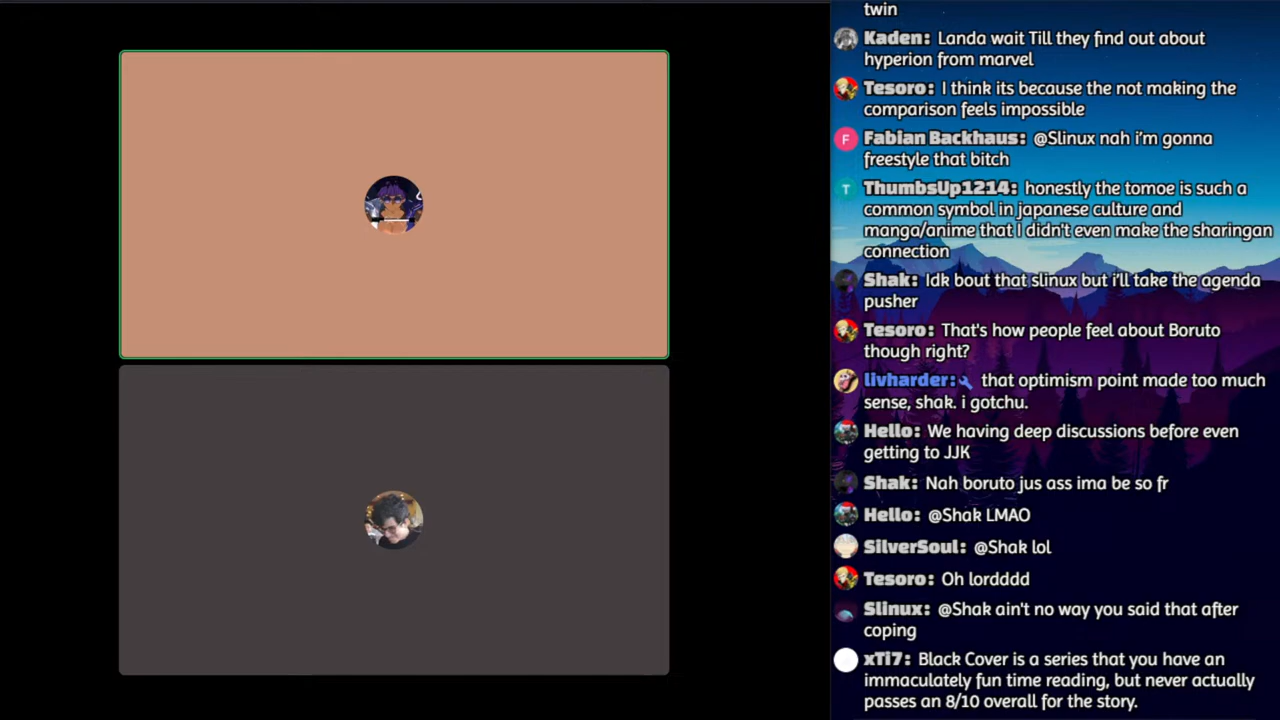 twin
Kaden: Landa wait Till they find out about
hyperion from marvel
Tesoro: I think its because the not making the
comparison feels impossible
F Fabian Backhaus: @Slinux nah i'm gonna
freestyle that bitch
T ThumbsUp1214: honestly the tomoe is such a
common symbol in japanese culture and
manga/anime that I didn't even make the sharingan
connection
Shak: Idk bout that slinux but i'll take the agenda
pusher
Tesoro: That's how people feel about Boruto
though right?
livharder: that optimism point made too much
sense, shak. i gotchu.
Hello: We having deep discussions before even
getting to JJK
Shak: Nah boruto jus ass ima be so fr
Hello: @Shak LMAO
SilverSoul: @Shak lol
Tesoro: Oh lordddd
Slinux: @Shak ain't no way you said that after
coping
xTi7: Black Cover is a series that you have an
immaculately fun time reading, but never actually
passes an 8/10 overall for the story.